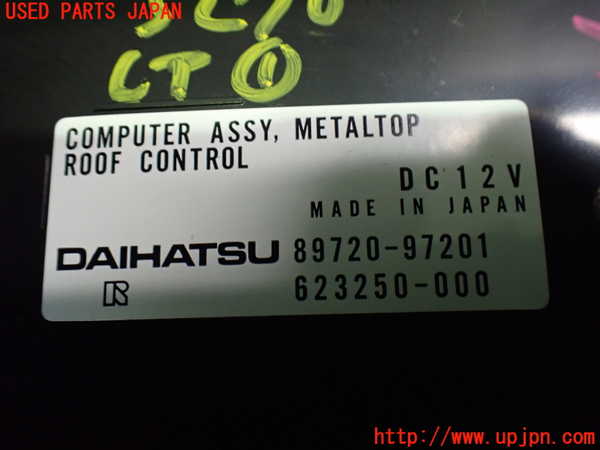 USED PARTS JAPAN
CT0
COMPUTER ASSY, METALTOP
ROOF CONTROL
DC12V
MADE IN JAPAN
DAIHATSU 89720-97201
R 623250-000
http://www.upjpn.com/